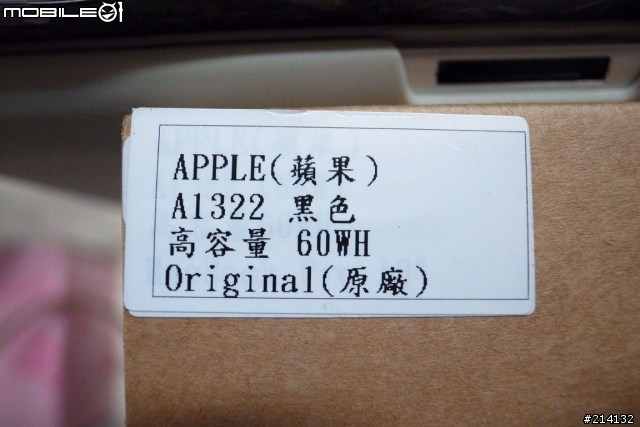 MOBILE01
APPLE(蘋果)
A1322 黑色
高容量 60WH
Original(原廠)
#214132